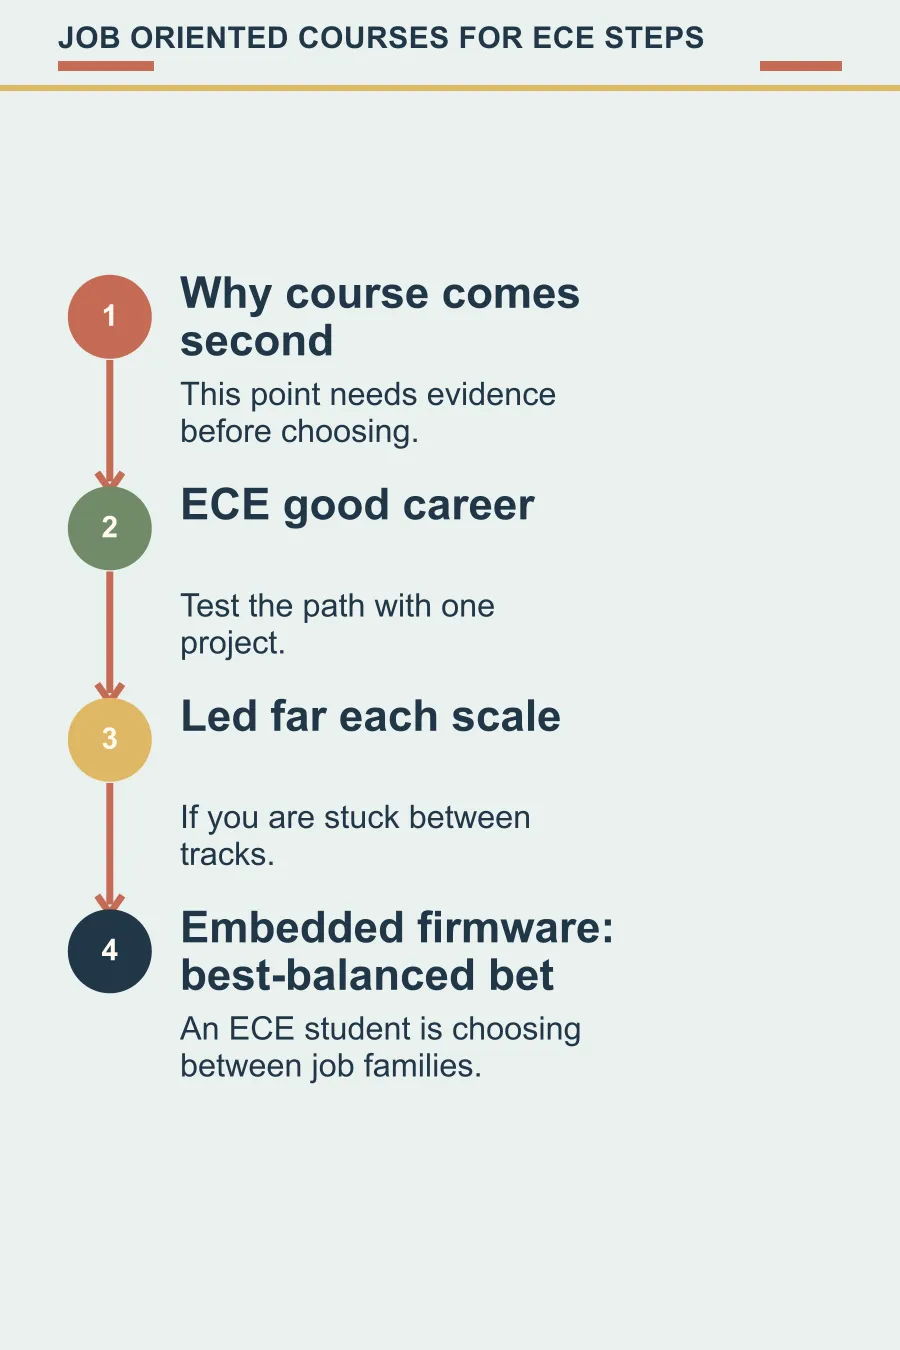 JOB ORIENTED COURSES FOR ECE STEPS
1
Why course comes
second
This point needs evidence
before choosing.
2
ECE good career
Test the path with one
project.
3
Led far each scale
If you are stuck between
tracks.
4
Embedded firmware:
best-balanced bet
An ECE student is choosing
between job families.